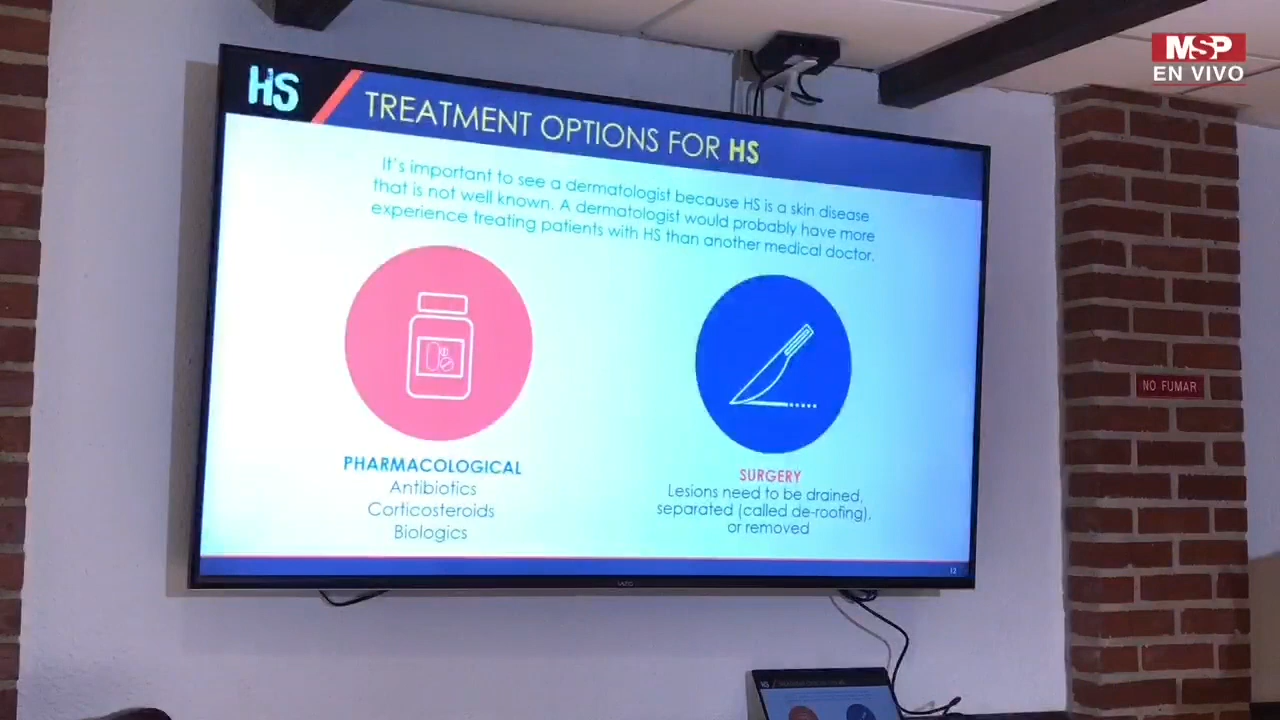 MSP
EN VIVO
HS
TREATMENT OPTIONS FOR HS
It's important to see a dermatologist because HS is a skin disease
that is not well known. A dermatologist would probably have more
experience treating patients with HS than another medical doctor.
PHARMACOLOGICAL
Antibiotics
Corticosteroids
Biologics
SURGERY
Lesions need to be drained,
separated (called de-roofing),
or removed
12
NO FUMAR
HS